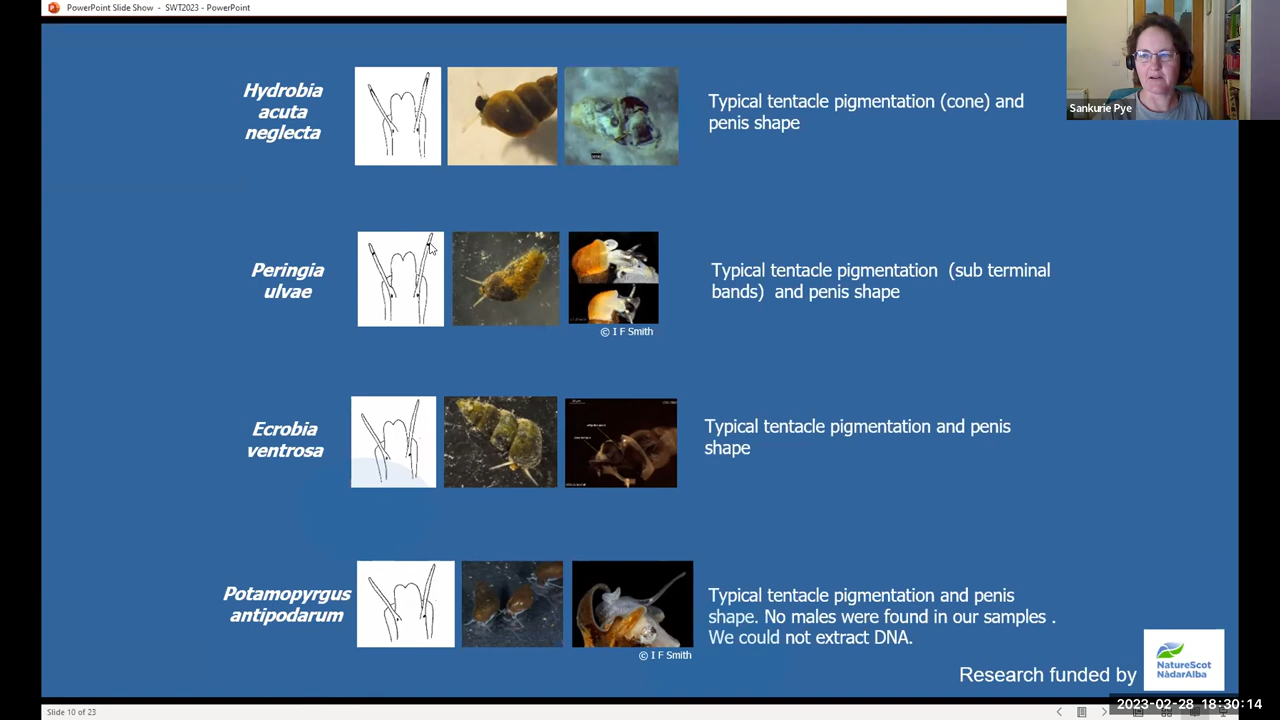 PowerPoint Slide Show - SWT2023 - PowerPoint
Sankurie Pye
Hydrobia
acuta
neglecta
Typical tentacle pigmentation (cone) and
penis shape
Peringia
ulvae
Typical tentacle pigmentation (sub terminal
bands) and penis shape
© I F Smith
Ecrobia
ventrosa
Typical tentacle pigmentation and penis
shape
Potamopyrgus
antipodarum
Typical tentacle pigmentation and penis
shape. No males were found in our samples .
We could not extract DNA.
© I F Smith
Research funded by
NatureScot
NàdarAlba
2023-02-28 18:30:14
Slide 10 of 23